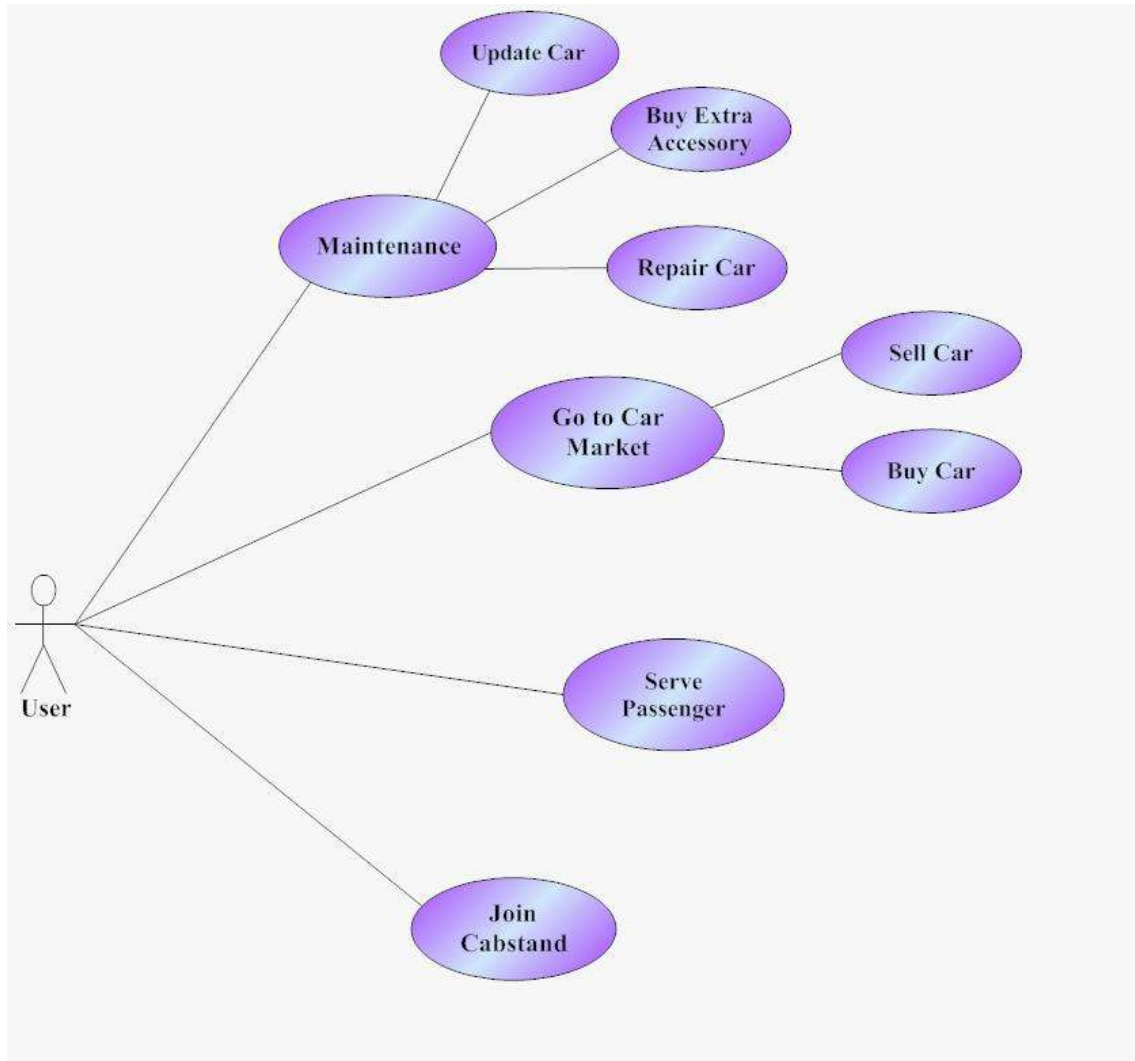 Update Car
Buy Extra
Accessory
Maintenance
Repair Car
Sell Car
Go to Car
Market
Buy Car
User
Serve
Passenger
Join
Cabstand